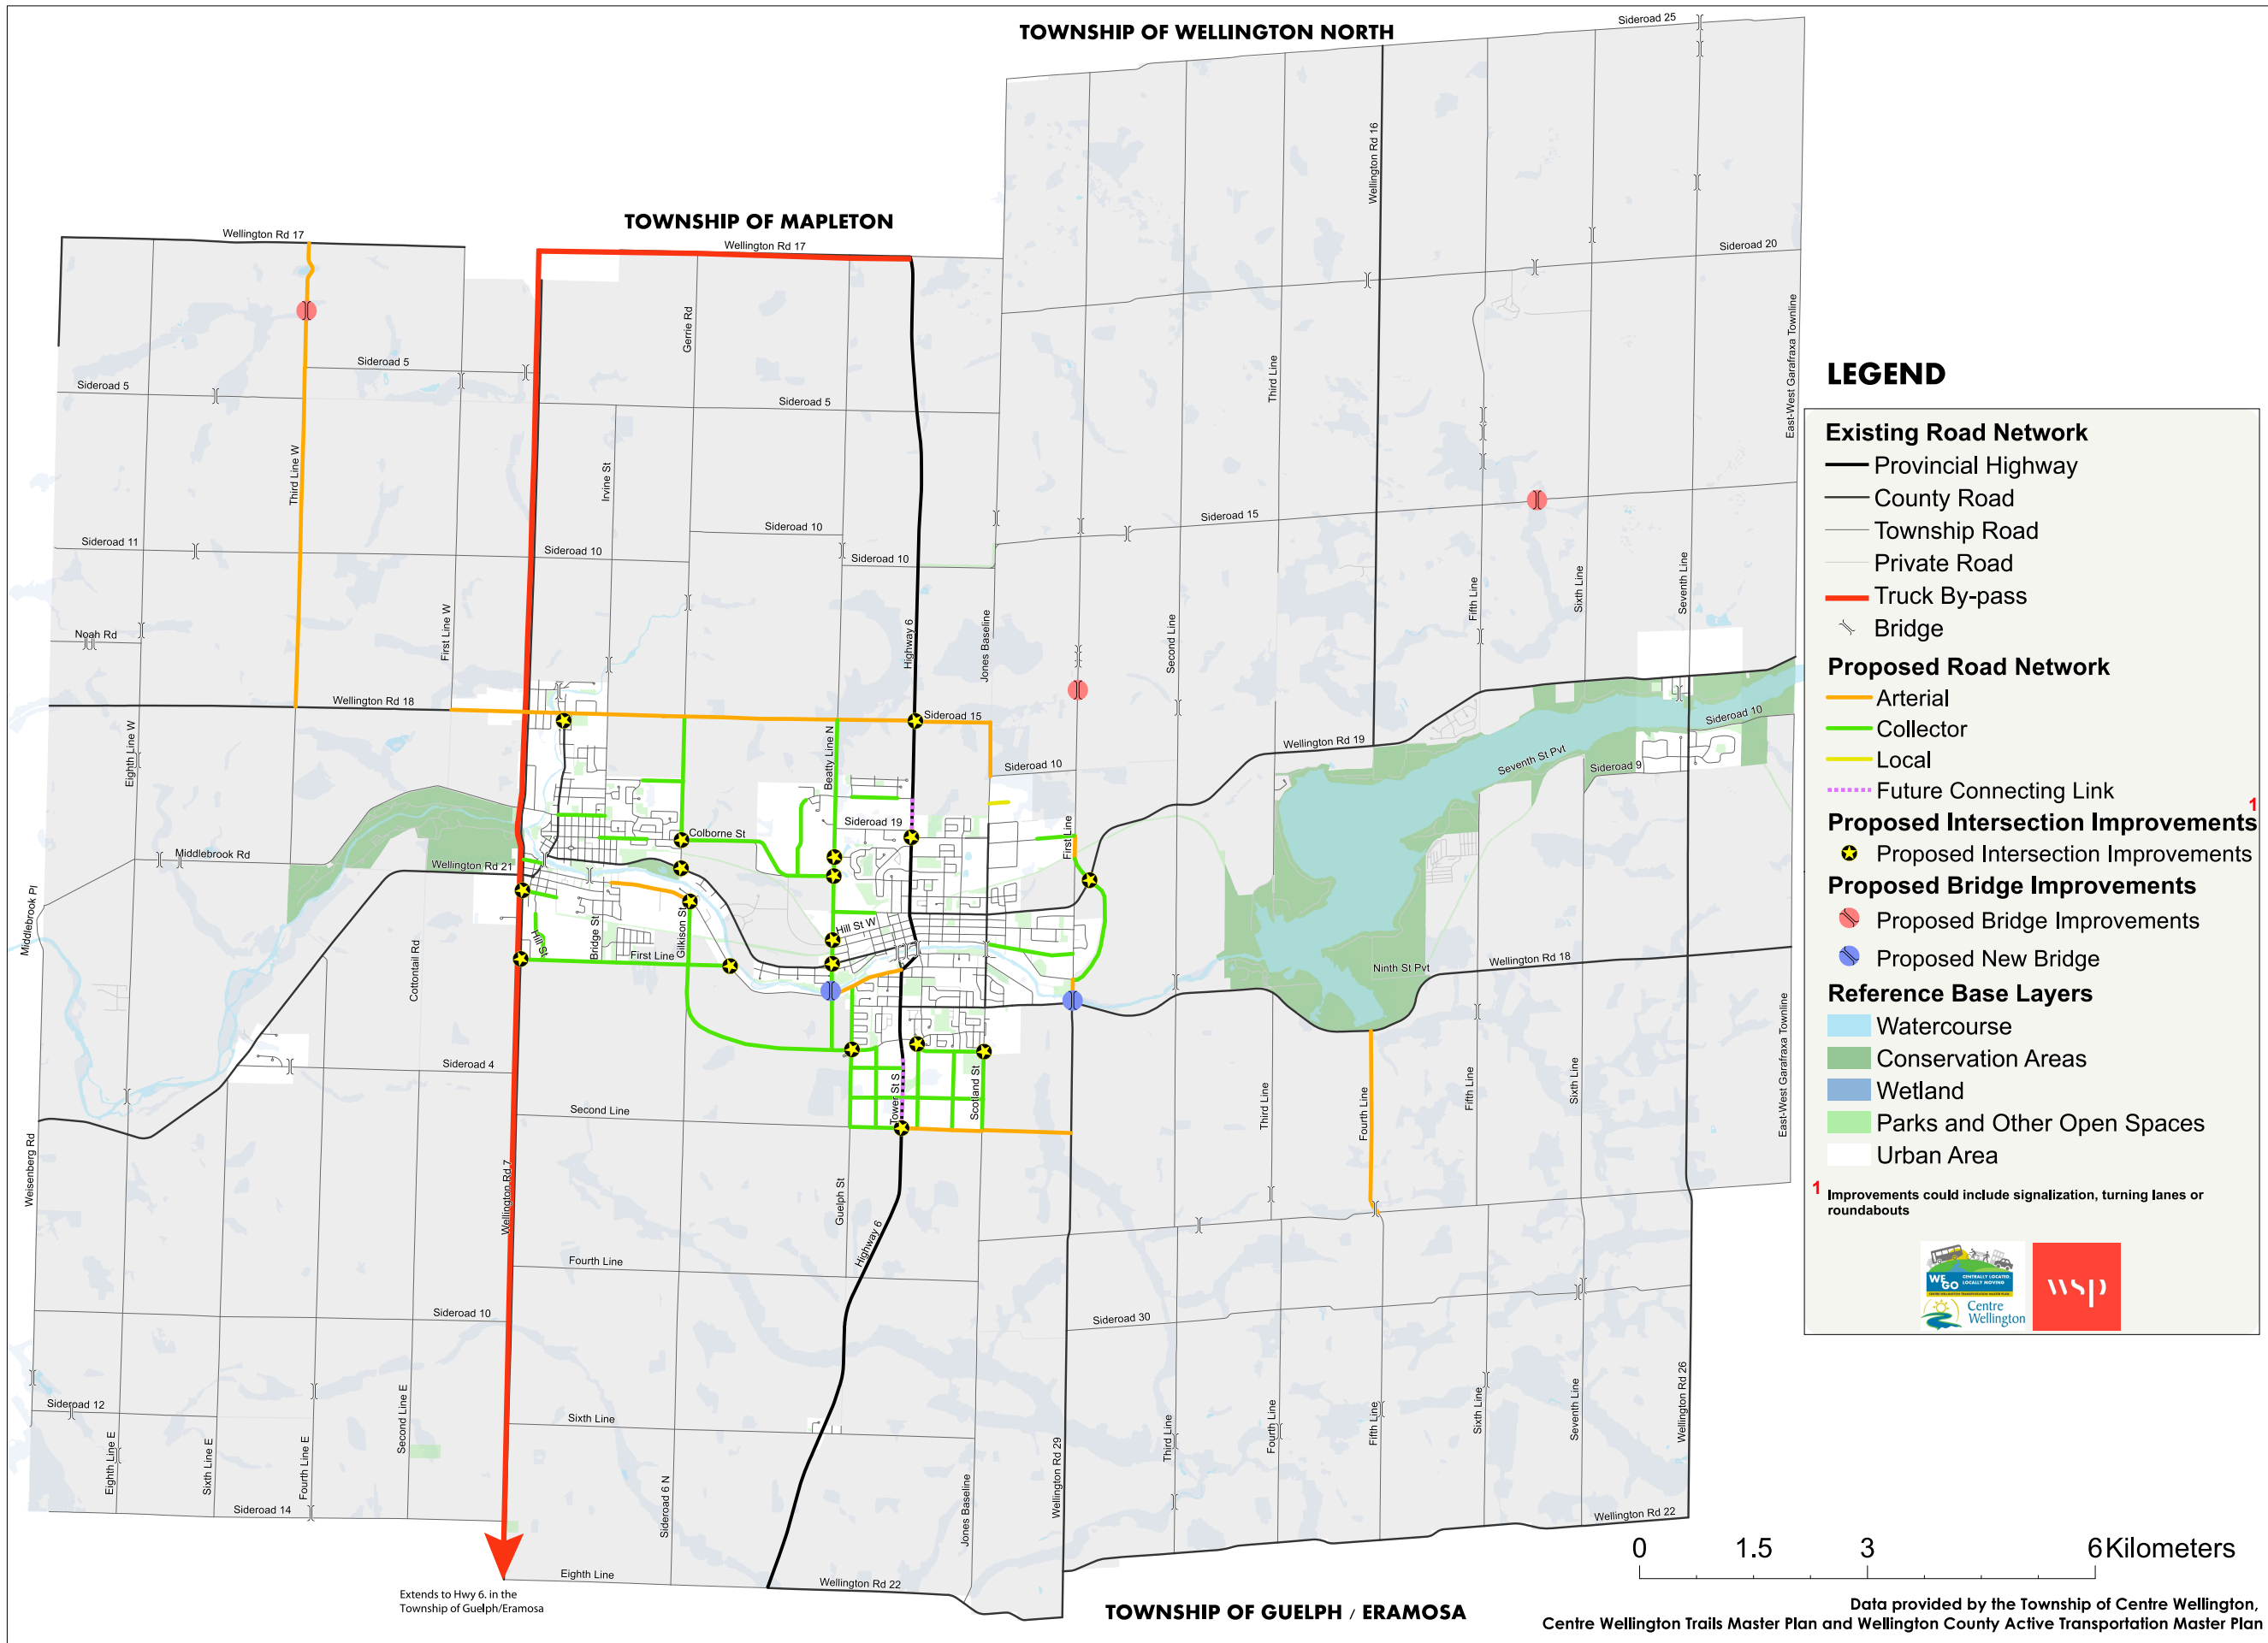 TOWNSHIP OF WELLINGTON NORTH
Sideroad 25
Wellington Rd 16
TOWNSHIP OF MAPLETON
Wellington Rd 17
Wellington Rd 17
Sideroad 20
East-West Garafraxa Townline
Gerrie Rd
Third Line
Sideroad 5
Sideroad 5
Sideroad 5
Third Line W
Irvine St
Sideroad 15
Sideroad 10
Sideroad 11
Sideroad 10
Sideroad 10
Fifth Line
Sixth Line
Seventh Line
Noah Rd
First Line W
Highway 6
Jones Baseline
Second Line
Wellington Rd 18
Sideroad 15
Sideroad 10
Wellington Rd 19
Eighth Line W
Beatty Line N
Sideroad 10
Seventh St Pvt
Sideroad 9
Colborne St
Sideroad 19
First Line
Middlebrook Rd
Wellington Rd 21
Middlebrook Pl
Hill St W
Hill St
Bridge St
Gilkison St
First Line
Cottontail Rd
Ninth St Pvt
Wellington Rd 18
Sideroad 4
Second Line
Tower St S
Scotland St
Third Line
Fourth Line
Fifth Line
Sixth Line
East-West Garafraxa Townline
Weisenberg Rd
Wellington Rd 7
Guelph St
Highway 6
Fourth Line
Sideroad 10
Sideroad 30
Sideroad 12
Second Line E
Sixth Line
Eighth Line E
Sixth Line E
Fourth Line E
Sideroad 6 N
Jones Baseline
Wellington Rd 29
Third Line
Fourth Line
Fifth Line
Sixth Line
Seventh Line
Wellington Rd 26
Sideroad 14
Wellington Rd 22
Eighth Line
Wellington Rd 22
Extends to Hwy 6. in the
Township of Guelph/Eramosa
TOWNSHIP OF GUELPH / ERAMOSA
LEGEND
Existing Road Network
Provincial Highway
County Road
Township Road
Private Road
Truck By-pass
Bridge
Proposed Road Network
Arterial
Collector
Local
Future Connecting Link
Proposed Intersection Improvements 1
Proposed Intersection Improvements
Proposed Bridge Improvements
Proposed Bridge Improvements
Proposed New Bridge
Reference Base Layers
Watercourse
Conservation Areas
Wetland
Parks and Other Open Spaces
Urban Area
1 Improvements could include signalization, turning lanes or
roundabouts
WE GO
CENTRALLY LOCATED.
LOCALLY MOVING
Centre
Wellington
wsp
0 1.5 3 6 Kilometers
Data provided by the Township of Centre Wellington,
Centre Wellington Trails Master Plan and Wellington County Active Transportation Master Plan